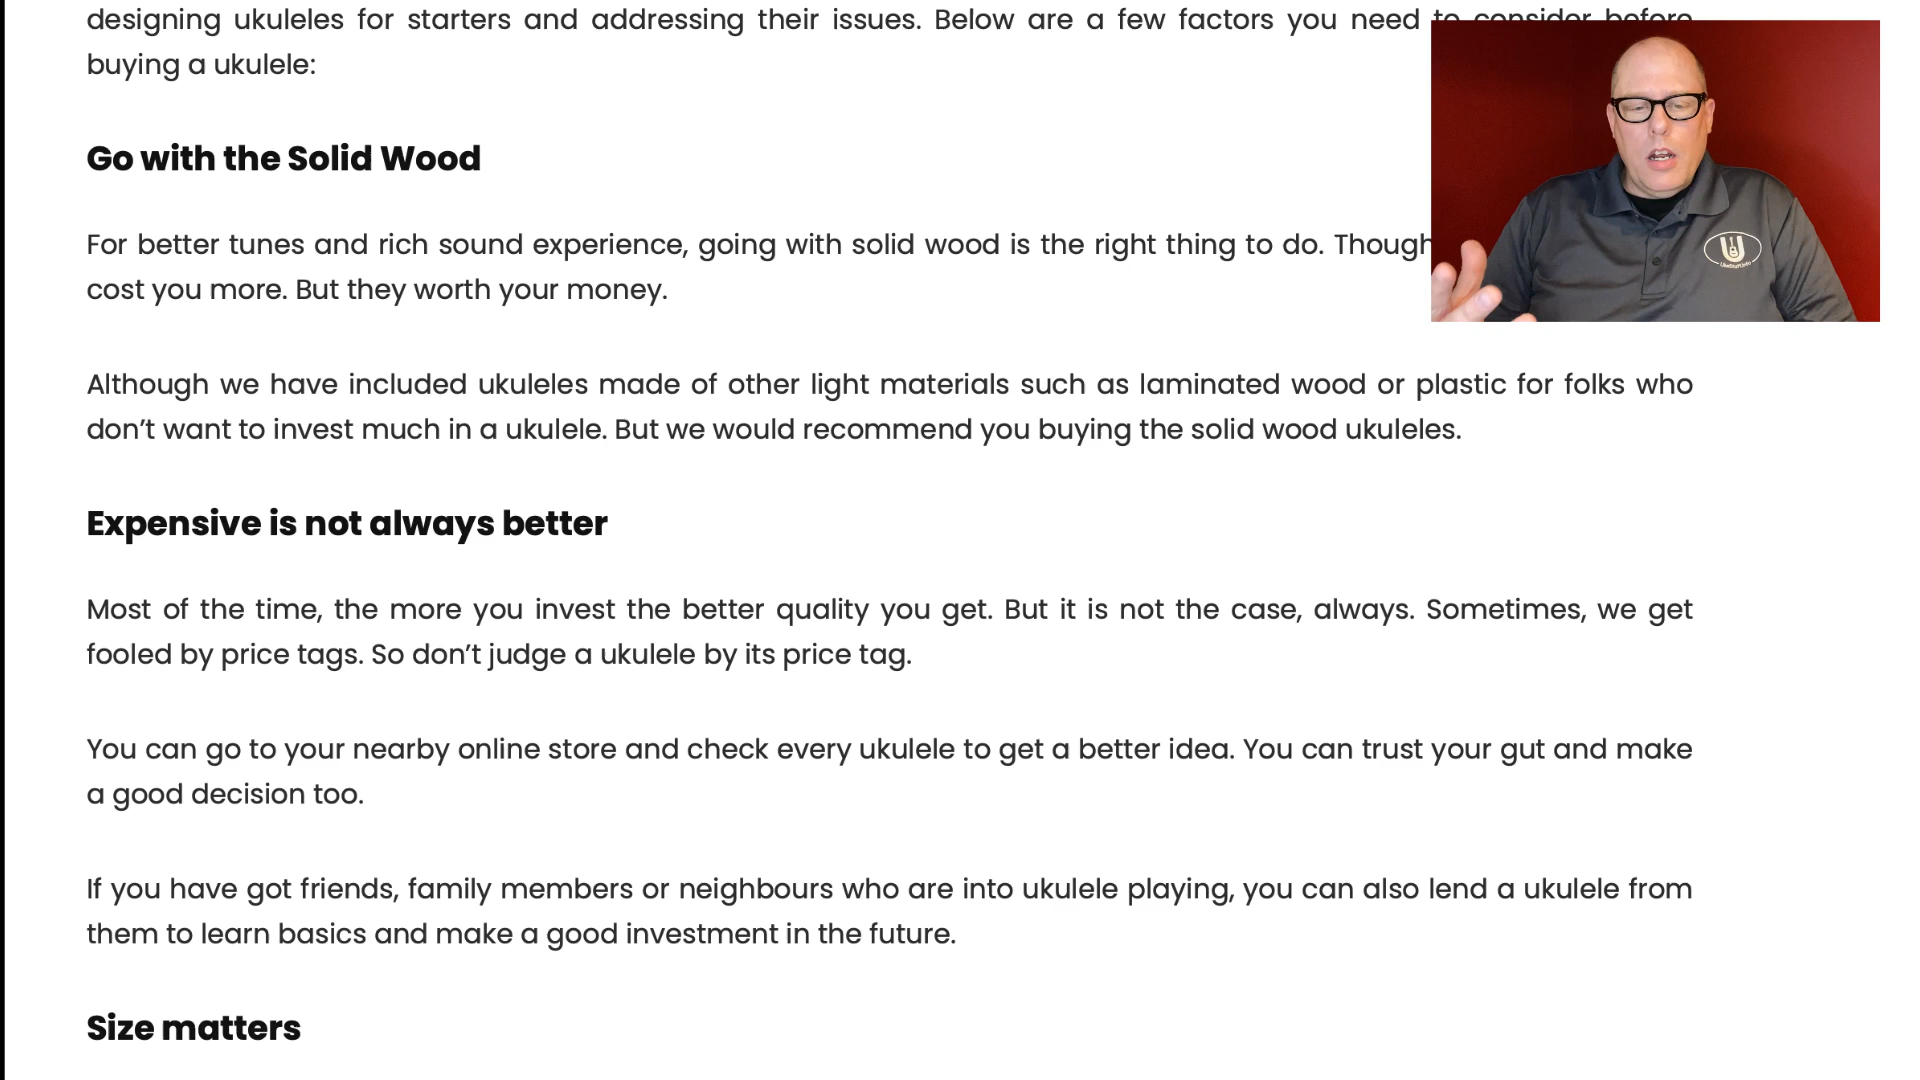 designing ukuleles for starters and addressing their issues. Below are a few factors you need to consider before
buying a ukulele:
Go with the Solid Wood
For better tunes and rich sound experience, going with solid wood is the right thing to do. Though
cost you more. But they worth your money.
Although we have included ukuleles made of other light materials such as laminated wood or plastic for folks who
don't want to invest much in a ukulele. But we would recommend you buying the solid wood ukuleles.
Expensive is not always better
Most of the time, the more you invest the better quality you get. But it is not the case, always. Sometimes, we get
fooled by price tags. So don't judge a ukulele by its price tag.
You can go to your nearby online store and check every ukulele to get a better idea. You can trust your gut and make
a good decision too.
If you have got friends, family members or neighbours who are into ukulele playing, you can also lend a ukulele from
them to learn basics and make a good investment in the future.
Size matters